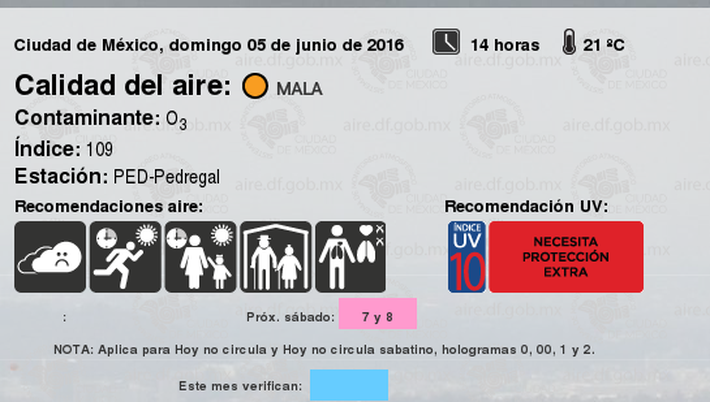 Ciudad de México, domingo 05 de junio de 2016 14 horas 21 ºC
Calidad del aire: MALA
Contaminante: O3
Índice: 109
Estación: PED-Pedregal
Recomendaciones aire: Recomendación UV:
ÍNDICE
UV
10
NECESITA
PROTECCIÓN
EXTRA
: Próx. sábado: 7 y 8
NOTA: Aplica para Hoy no circula y Hoy no circula sabatino, hologramas 0, 00, 1 y 2.
Este mes verifican:
aire.df.gob.mx
CIUDAD
DE MÉXICO